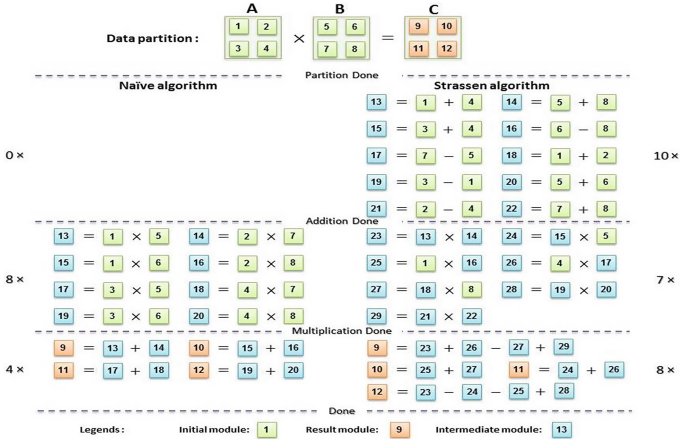 A B C
Data partition : 1 2 3 4 × 5 6 7 8 = 9 10 11 12
Partition Done
Naïve algorithm Strassen algorithm
13 = 1 + 4 14 = 5 + 8
15 = 3 + 4 16 = 6 − 8
0 × 17 = 7 − 5 18 = 1 + 2 10 ×
19 = 3 − 1 20 = 5 + 6
21 = 2 − 4 22 = 7 + 8
Addition Done
13 = 1 × 5 14 = 2 × 7 23 = 13 × 14 24 = 15 × 5
15 = 1 × 6 16 = 2 × 8 25 = 1 × 16 26 = 4 × 17
8 × 7 ×
17 = 3 × 5 18 = 4 × 7 27 = 18 × 8 28 = 19 × 20
19 = 3 × 6 20 = 4 × 8 29 = 21 × 22
Multiplication Done
9 = 13 + 14 10 = 15 + 16 9 = 23 + 26 − 27 + 29
4 × 11 = 17 + 18 12 = 19 + 20 10 = 25 + 27 11 = 24 + 26 8 ×
12 = 23 − 24 − 25 + 28
Done
Legends : Initial module: 1 Result module: 9 Intermediate module: 13